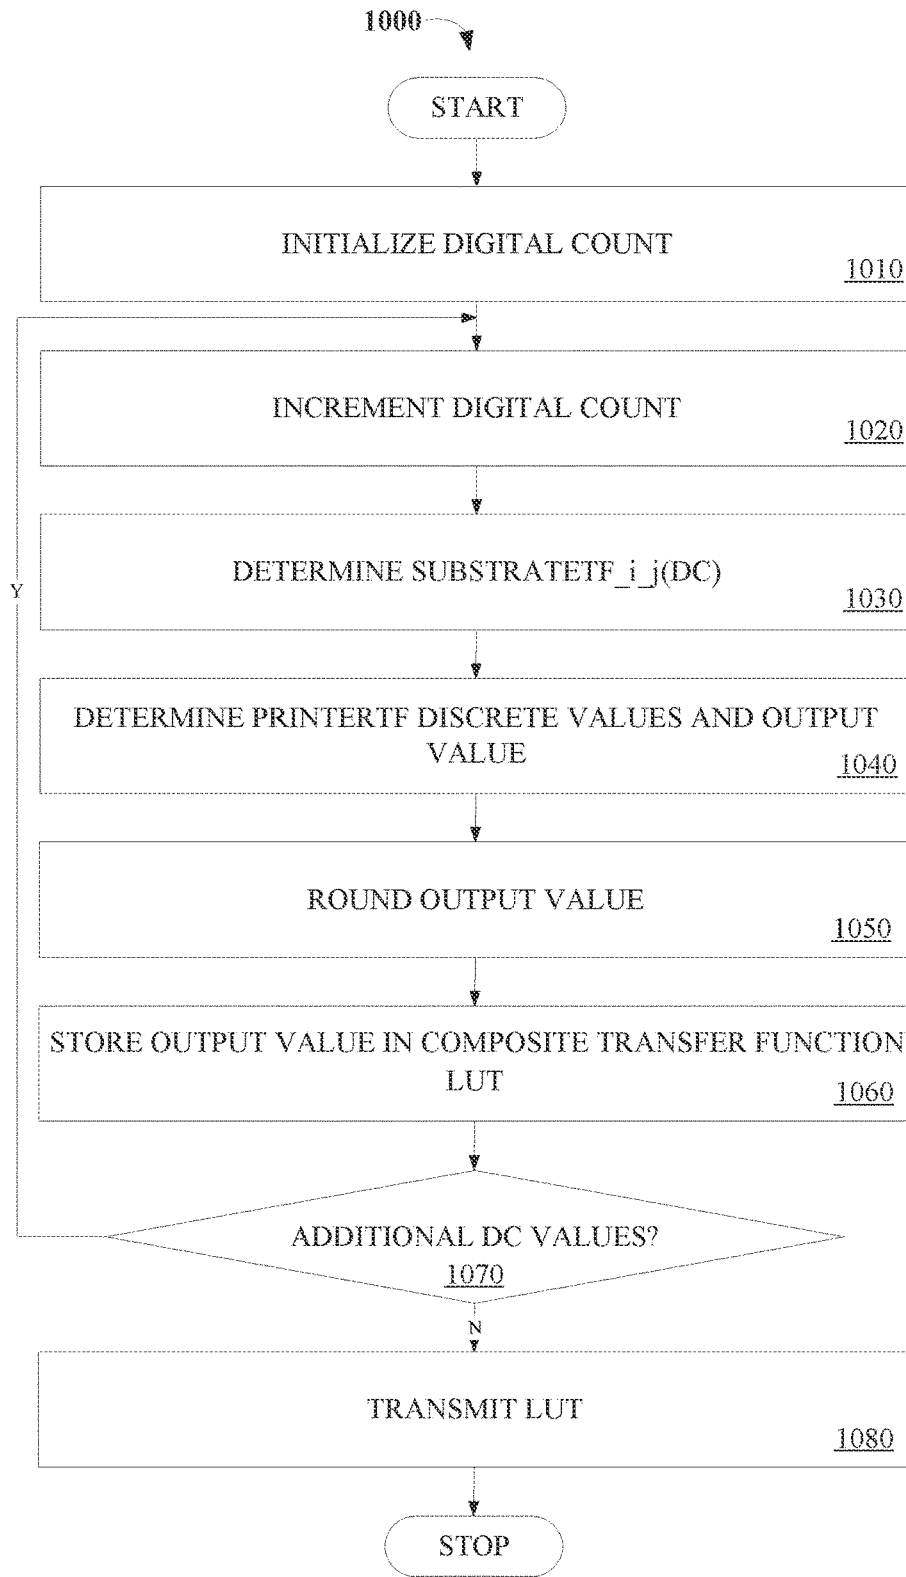 1000
START
INITIALIZE DIGITAL COUNT
1010
INCREMENT DIGITAL COUNT
1020
DETERMINE SUBSTRATETF_i_j(DC)
1030
Y
DETERMINE PRINTERTF DISCRETE VALUES AND OUTPUT
VALUE
1040
ROUND OUTPUT VALUE
1050
STORE OUTPUT VALUE IN COMPOSITE TRANSFER FUNCTION
LUT
1060
ADDITIONAL DC VALUES?
1070
N
TRANSMIT LUT
1080
STOP